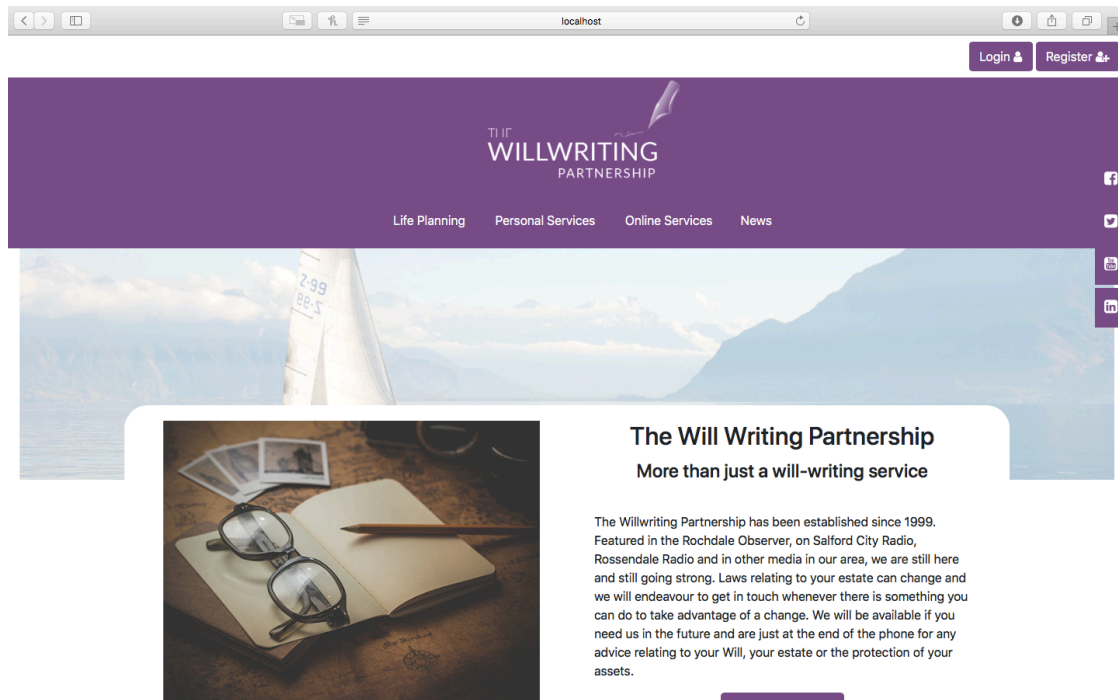 localhost
Login
Register
THE
WILLWRITING
PARTNERSHIP
Life Planning Personal Services Online Services News
Z-99
The Will Writing Partnership
More than just a will-writing service
The Willwriting Partnership has been established since 1999.
Featured in the Rochdale Observer, on Salford City Radio,
Rossendale Radio and in other media in our area, we are still here
and still going strong. Laws relating to your estate can change and
we will endeavour to get in touch whenever there is something you
can do to take advantage of a change. We will be available if you
need us in the future and are just at the end of the phone for any
advice relating to your Will, your estate or the protection of your
assets.